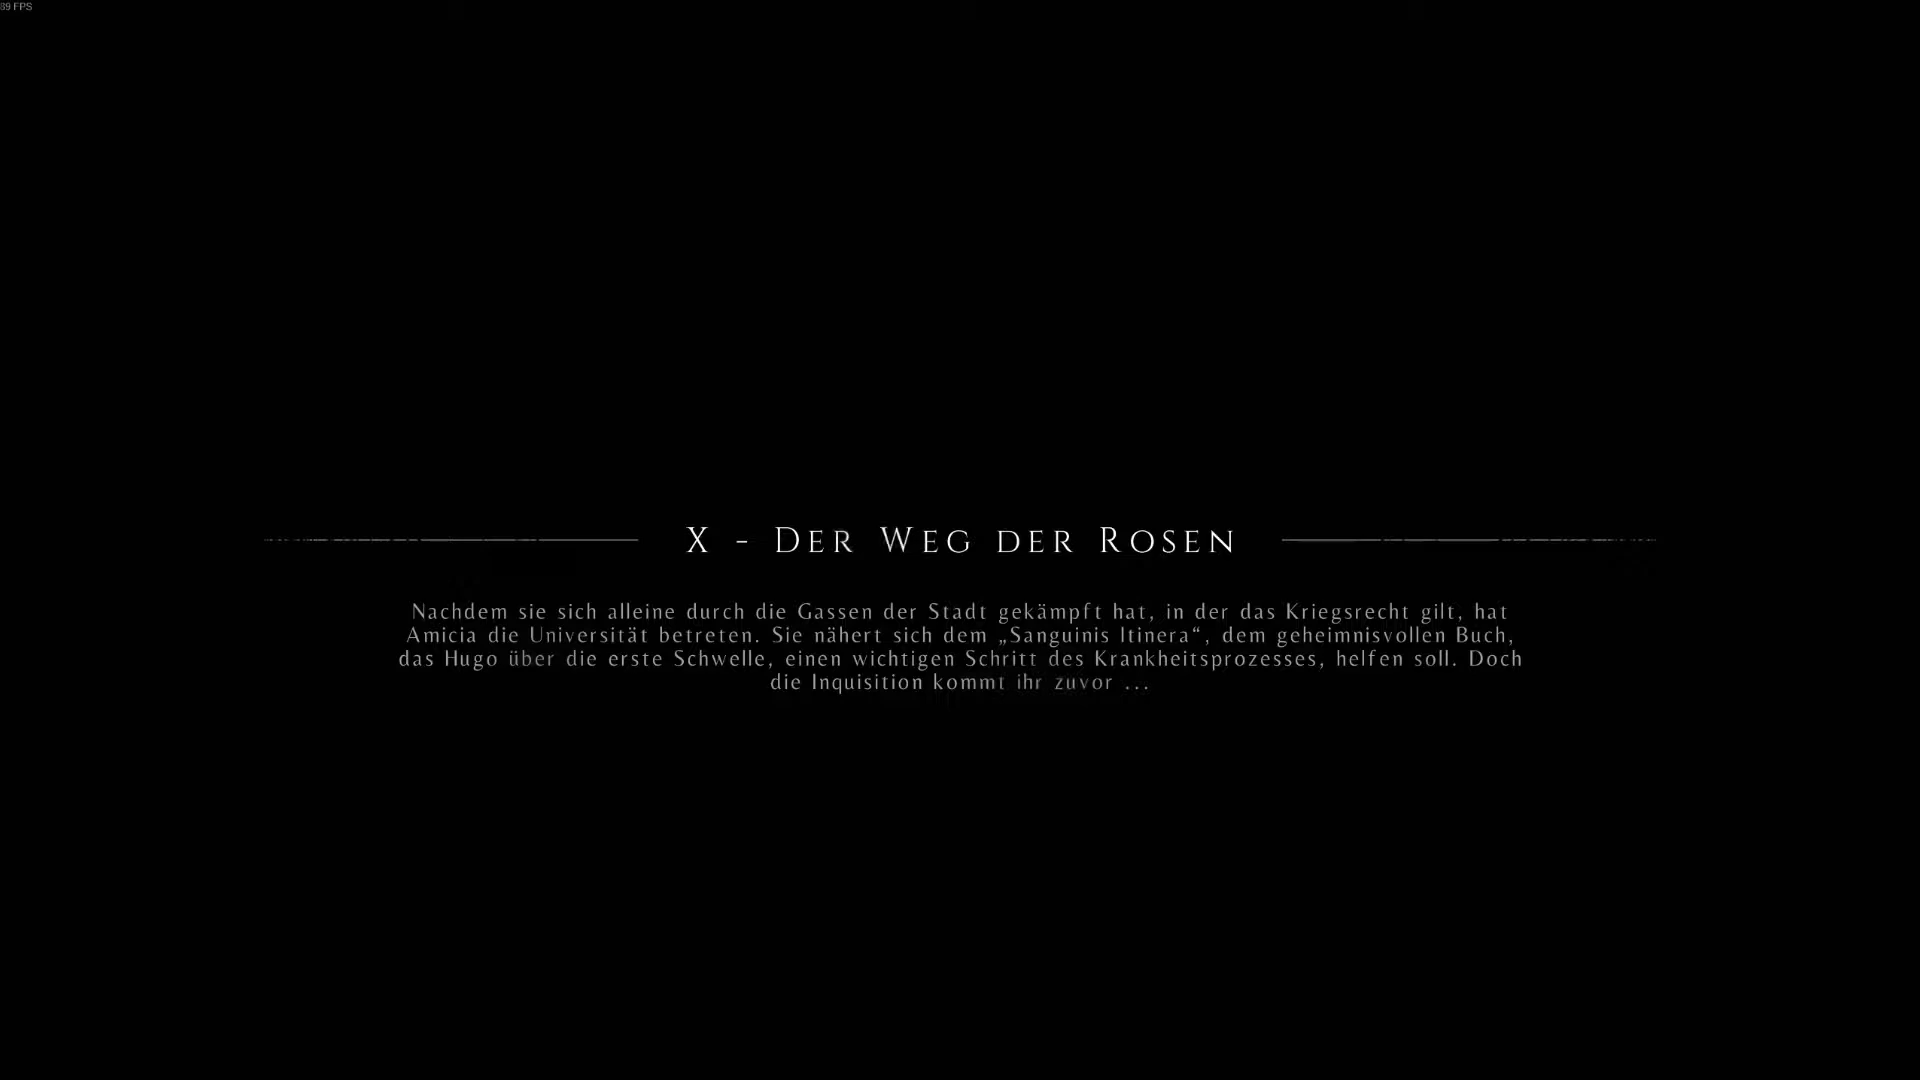 89 FPS
X - Der Weg der Rosen
Nachdem sie sich alleine durch die Gassen der Stadt gekämpft hat, in der das Kriegsrecht gilt, hat
Amicia die Universität betreten. Sie nähert sich dem „Sanguinis Itinera“, dem geheimnisvollen Buch,
das Hugo über die erste Schwelle, einen wichtigen Schritt des Krankheitsprozesses, helfen soll. Doch
die Inquisition kommt ihr zuvor ...